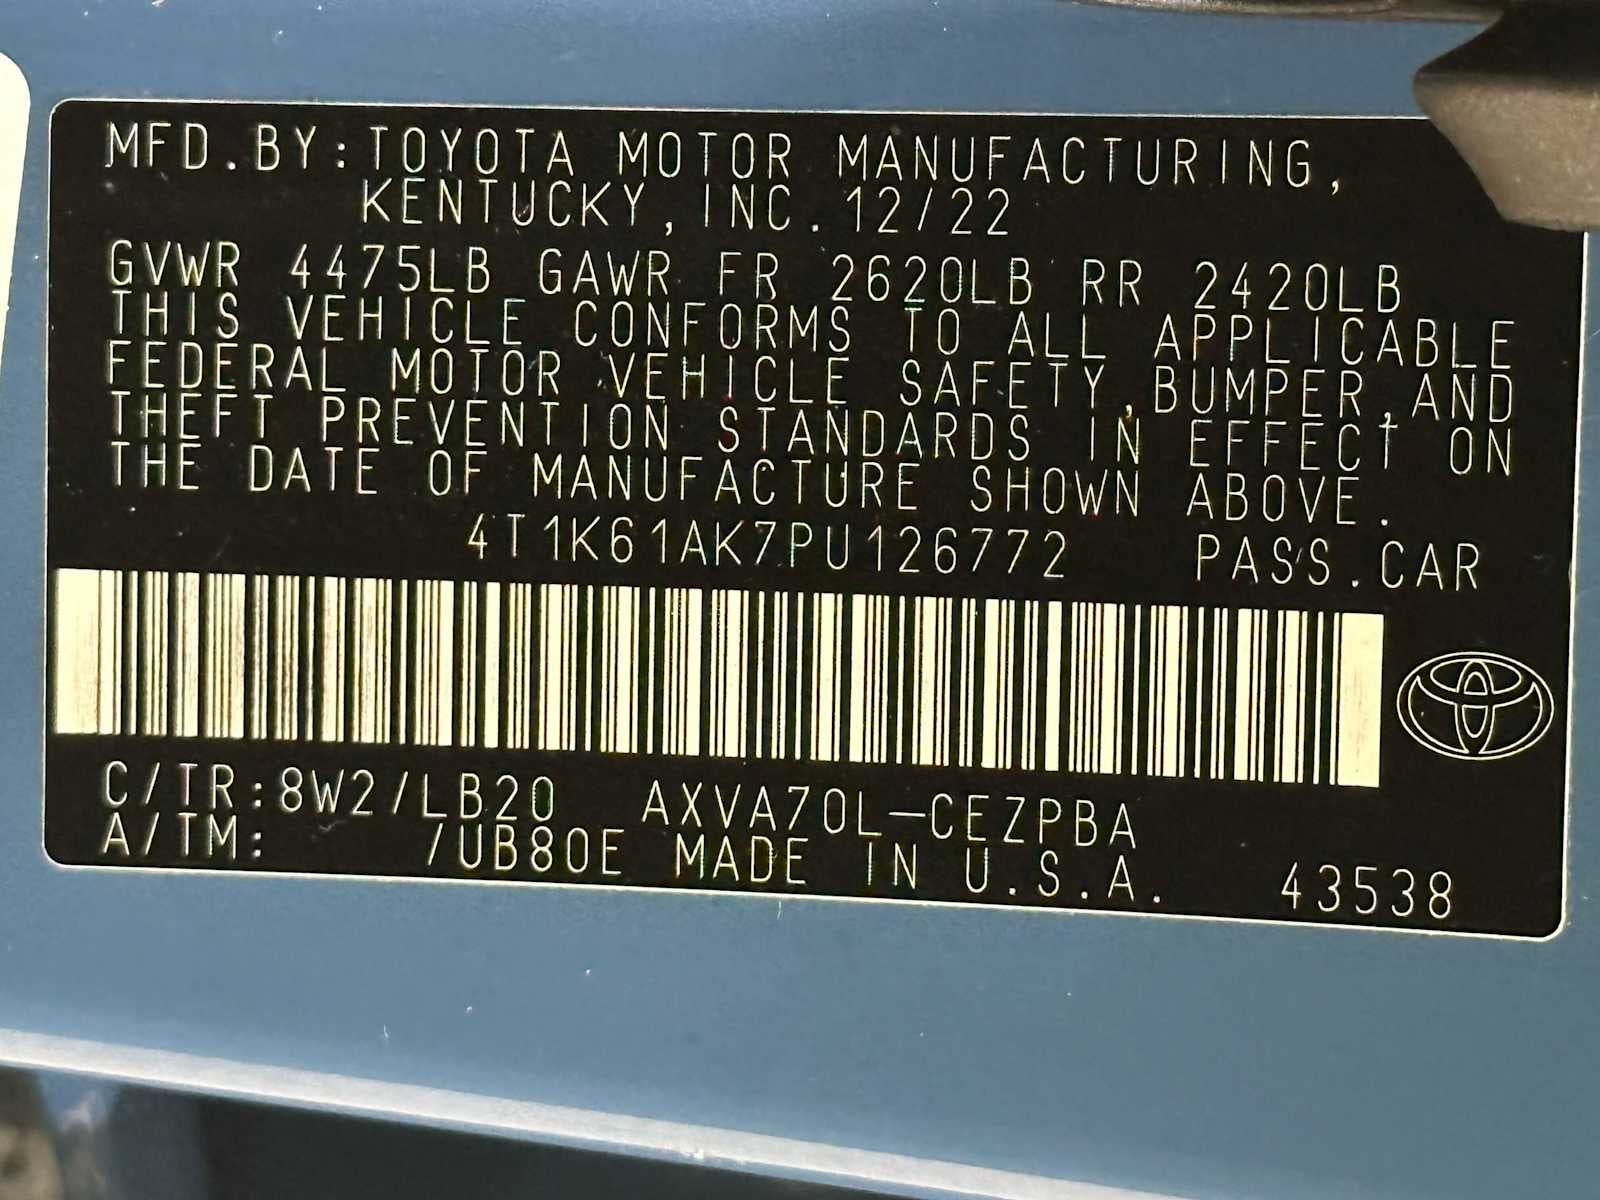 MFD.BY:TOYOTA MOTOR MANUFACTURING,
KENTUCKY,INC.12/22
GVWR 4475LB GAWR FR 2620LB RR 2420LB
THIS VEHICLE CONFORMS TO ALL APPLICABLE
FEDERAL MOTOR VEHICLE SAFETY,BUMPER,AND
THEFT PREVENTION STANDARDS IN EFFECT ON
THE DATE OF MANUFACTURE SHOWN ABOVE.
4T1K61AK7PU126772 PASS.CAR
C/TR:8W2/LB20 AXVA70L-CEZPBA
A/TM: /UB80E MADE IN U.S.A. 43538